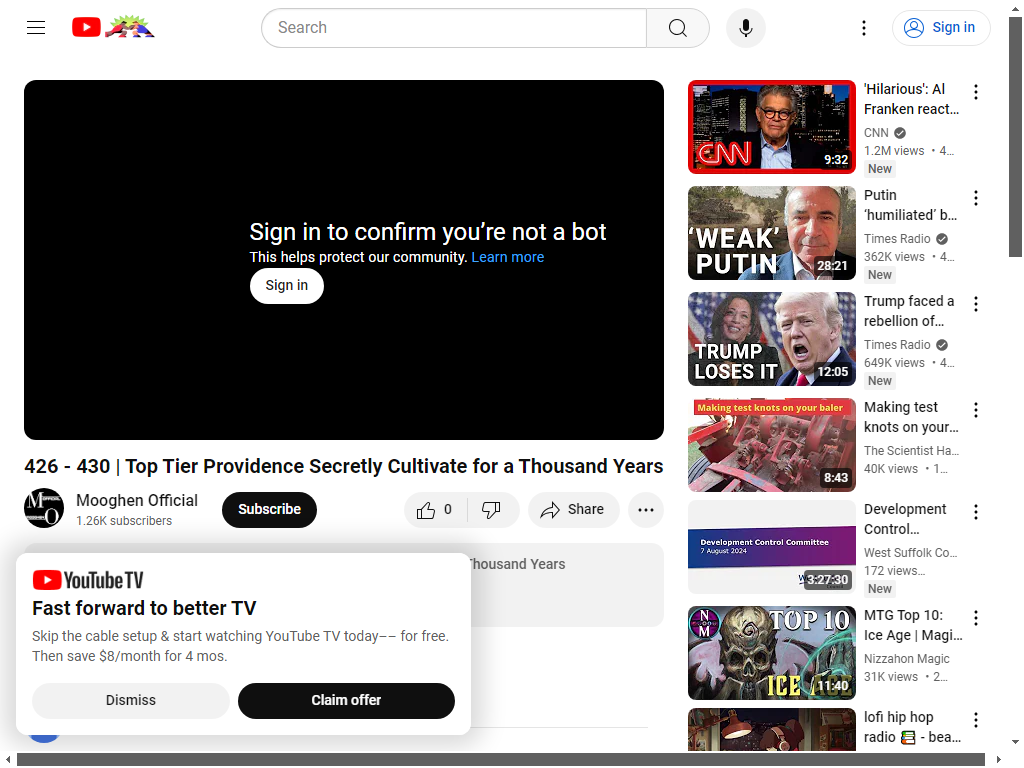 Search
Sign in
Sign in to confirm you’re not a bot
This helps protect our community. Learn more
Sign in
426 - 430 | Top Tier Providence Secretly Cultivate for a Thousand Years
Mooghen Official
1.26K subscribers
Subscribe
0
Share
Thousand Years
YouTube TV
Fast forward to better TV
Skip the cable setup & start watching YouTube TV today–– for free.
Then save $8/month for 4 mos.
Dismiss
Claim offer
CNN
9:32
'Hilarious': Al
Franken react…
CNN
1.2M views • 4…
New
‘WEAK’
PUTIN
28:21
Putin
‘humiliated’ b…
Times Radio
362K views • 4…
New
TRUMP
LOSES IT
12:05
Trump faced a
rebellion of…
Times Radio
649K views • 4…
New
Making test knots on your baler
8:43
Making test
knots on your…
The Scientist Ha…
40K views • 1…
Development Control Committee
7 August 2024
3:27:30
Development
Control…
West Suffolk Co…
172 views…
New
NM
TOP 10
ICE AGE
11:40
MTG Top 10:
Ice Age | Magi…
Nizzahon Magic
31K views • 2…
lofi hip hop
radio 📚 - bea…